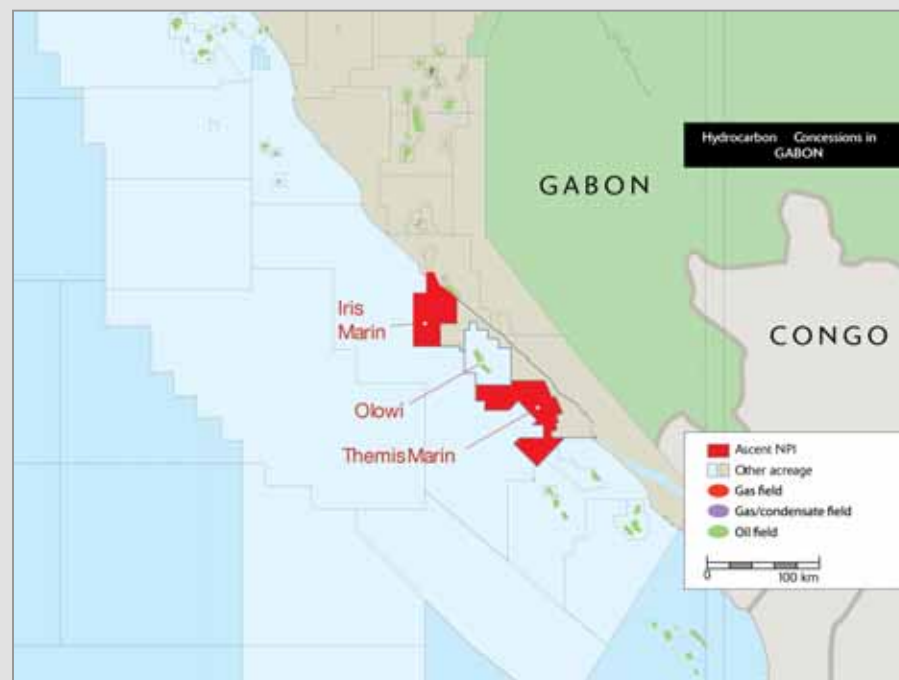 Hydrocarbon Concessions in
GABON
GABON
CONGO
Iris
Marin
Olowi
Themis Marin
Ascent NPI
Other acreage
Gas field
Gas/condensate field
Oil field
0 100 km